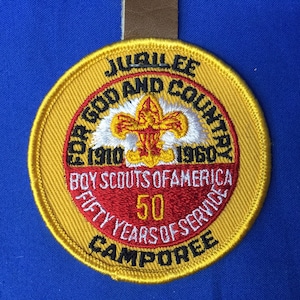 JUBILEE
FOR GOD AND COUNTRY
1910 1960
BOY SCOUTS OF AMERICA
50
FIFTY YEARS OF SERVICE
CAMPOREE